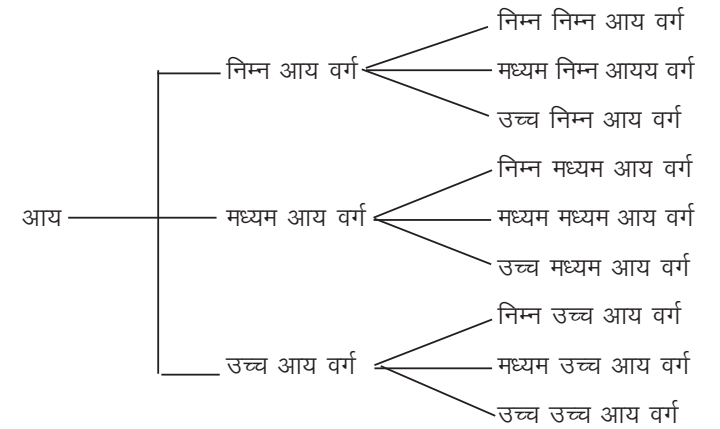 निम्न निम्न आय वर्ग
निम्न आय वर्ग
मध्यम निम्न आयय वर्ग
उच्च निम्न आय वर्ग
निम्न मध्यम आय वर्ग
आय
मध्यम आय वर्ग
मध्यम मध्यम आय वर्ग
उच्च मध्यम आय वर्ग
निम्न उच्च आय वर्ग
उच्च आय वर्ग
मध्यम उच्च आय वर्ग
उच्च उच्च आय वर्ग